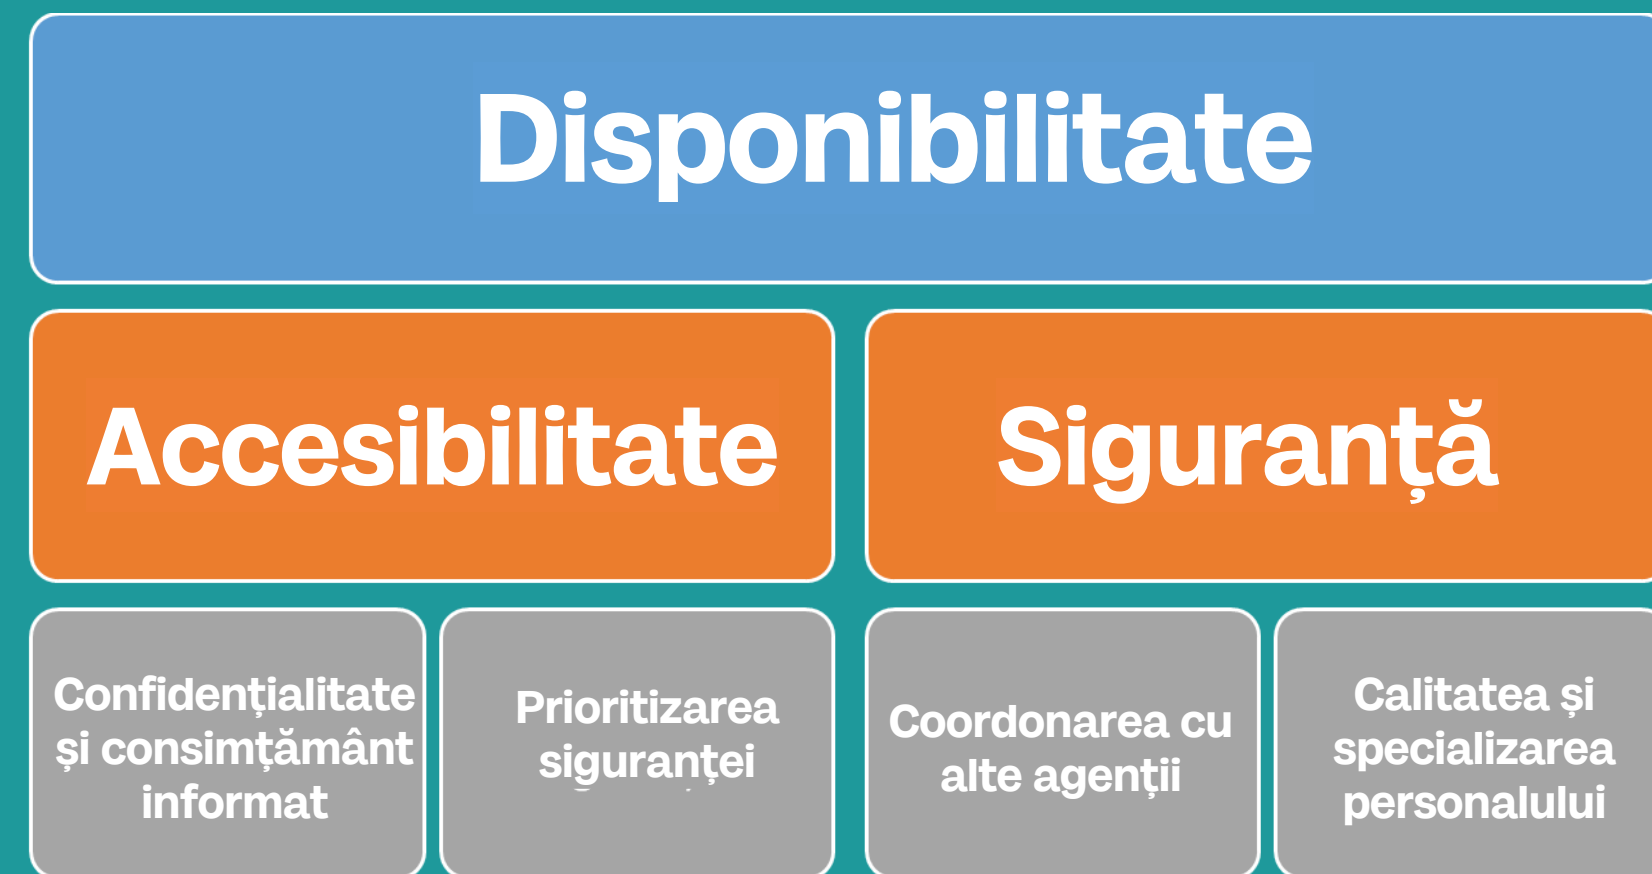 Disponibilitate
Accesibilitate
Siguranță
Confidențialitate
și consimțământ
informat
Prioritizarea
siguranței
Coordonarea cu
alte agenții
Calitatea și
specializarea
personalului